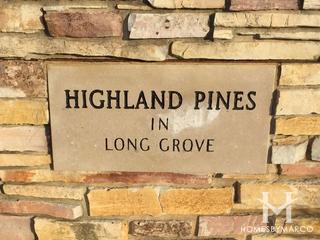 HIGHLAND PINES
IN
LONG GROVE
H
HOMESBYMARCO